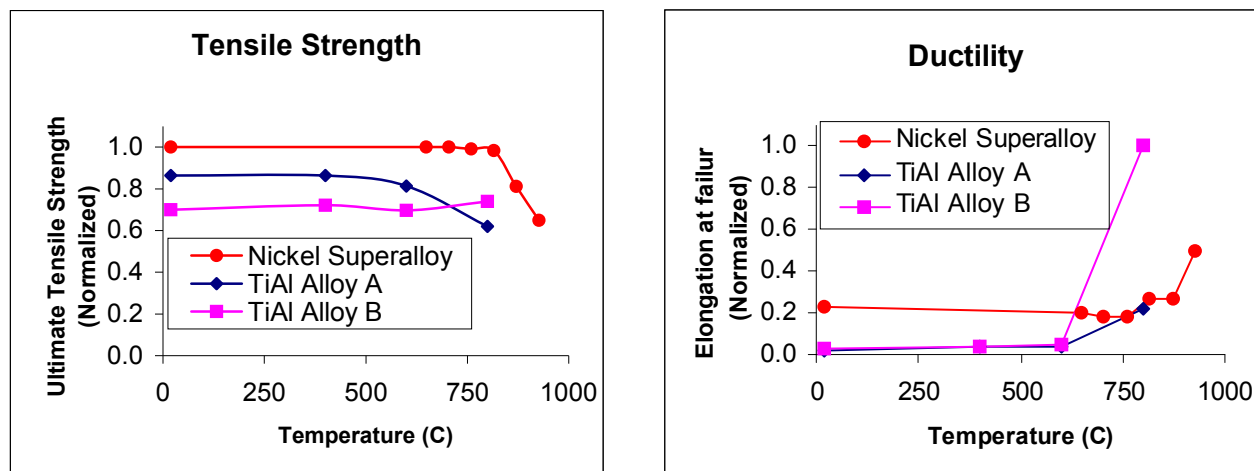 Tensile Strength
Ultimate Tensile Strength
(Normalized)
1.0
0.8
0.6
0.4
0.2
0.0
Nickel Superalloy
TiAl Alloy A
TiAl Alloy B
0 250 500 750 1000
Temperature (C)
Ductility
Elongation at failur
(Normalized)
1.0
0.8
0.6
0.4
0.2
0.0
Nickel Superalloy
TiAl Alloy A
TiAl Alloy B
0 250 500 750 1000
Temperature (C)